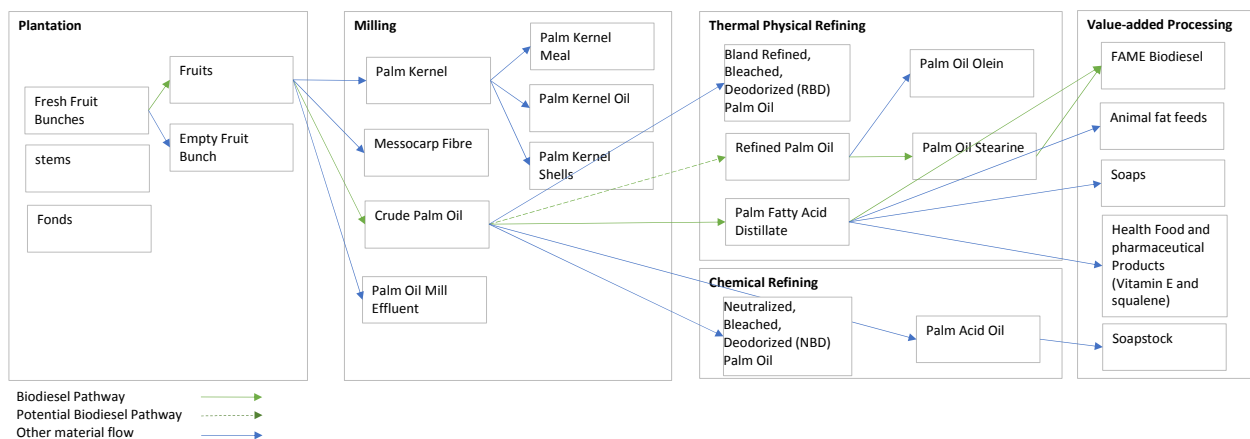 Plantation
Fresh Fruit
Bunches
stems
Fonds
Fruits
Empty Fruit
Bunch
Milling
Palm Kernel
Messocarp Fibre
Crude Palm Oil
Palm Oil Mill
Effluent
Palm Kernel
Meal
Palm Kernel Oil
Palm Kernel
Shells
Thermal Physical Refining
Bland Refined,
Bleached,
Deodorized (RBD)
Palm Oil
Refined Palm Oil
Palm Fatty Acid
Distillate
Palm Oil Olein
Palm Oil Stearine
Chemical Refining
Neutralized,
Bleached,
Deodorized (NBD)
Palm Oil
Palm Acid Oil
Value-added Processing
FAME Biodiesel
Animal fat feeds
Soaps
Health Food and
pharmaceutical
Products
(Vitamin E and
squalene)
Soapstock
Biodiesel Pathway
Potential Biodiesel Pathway
Other material flow